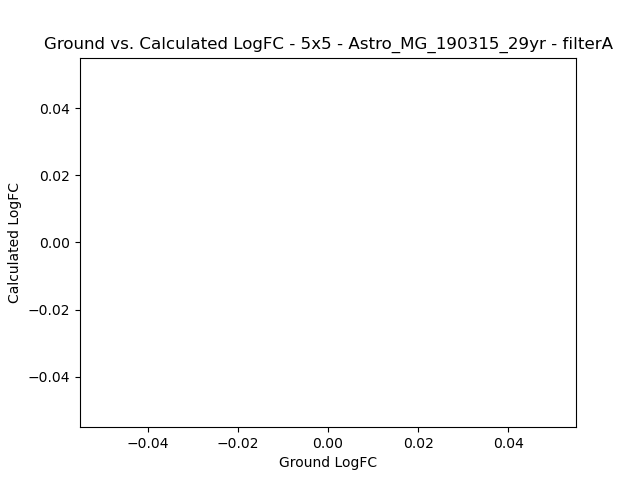 Ground vs. Calculated LogFC - 5x5 - Astro_MG_190315_29yr - filterA
0.04
0.02
0.00
−0.02
−0.04
Calculated LogFC
−0.04 −0.02 0.00 0.02 0.04
Ground LogFC